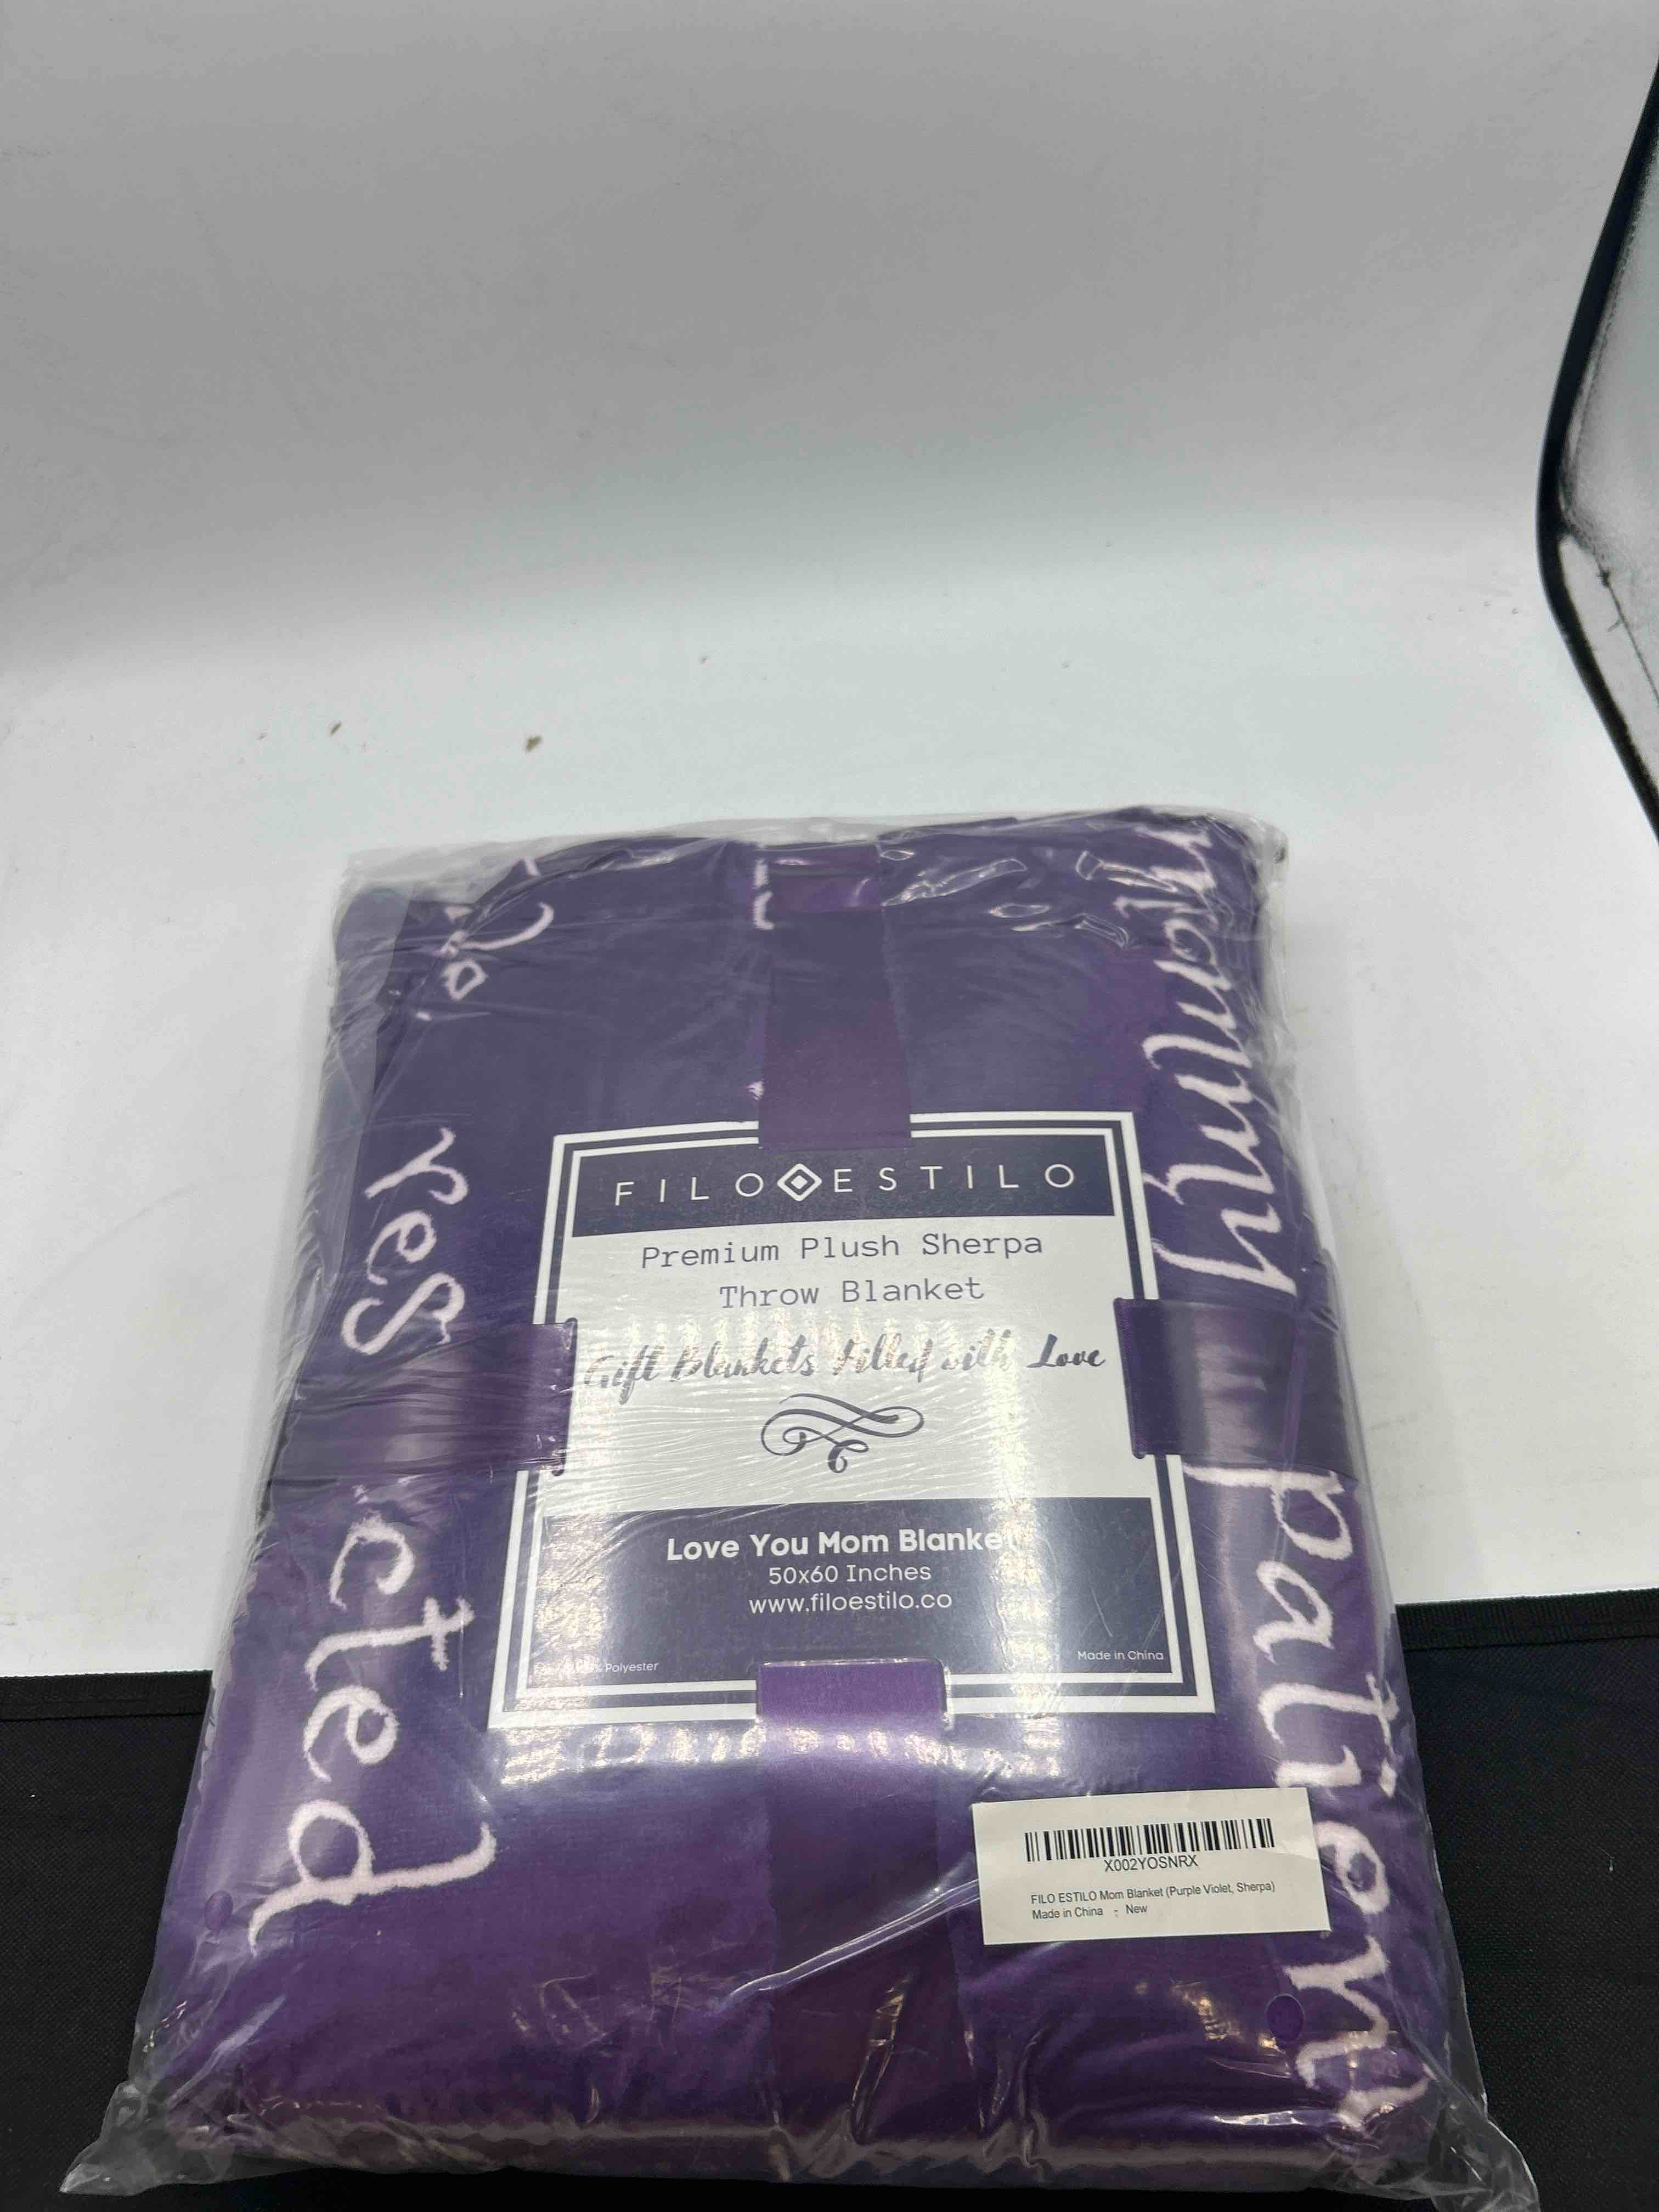 mommy
patient
Yes
cted
FILO ESTILO
Premium Plush Sherpa
Throw Blanket
Gift Blankets Filled with Love
Love You Mom Blanket
50x60 Inches
www.filoestilo.co
Polyester
Made in China
X002YOSNRX
FILO ESTILO Mom Blanket (Purple Violet, Sherpa)
Made in China - New